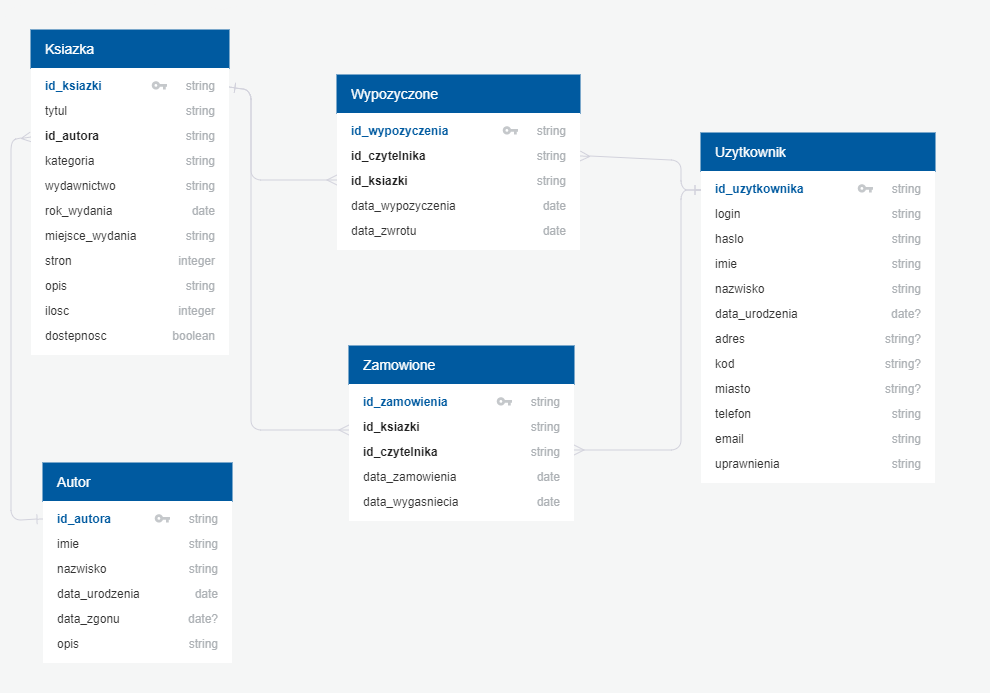 Ksiazka
id_ksiazki string
tytul string
id_autora string
kategoria string
wydawnictwo string
rok_wydania date
miejsce_wydania string
stron integer
opis string
ilosc integer
dostepnosc boolean
Wypozyczone
id_wypozyczenia string
id_czytelnika string
id_ksiazki string
data_wypozyczenia date
data_zwrotu date
Uzytkownik
id_uzytkownika string
login string
haslo string
imie string
nazwisko string
data_urodzenia date?
adres string?
kod string?
miasto string?
telefon string
email string
uprawnienia string
Zamowione
id_zamowienia string
id_ksiazki string
id_czytelnika string
data_zamowienia date
data_wygasniecia date
Autor
id_autora string
imie string
nazwisko string
data_urodzenia date
data_zgonu date?
opis string